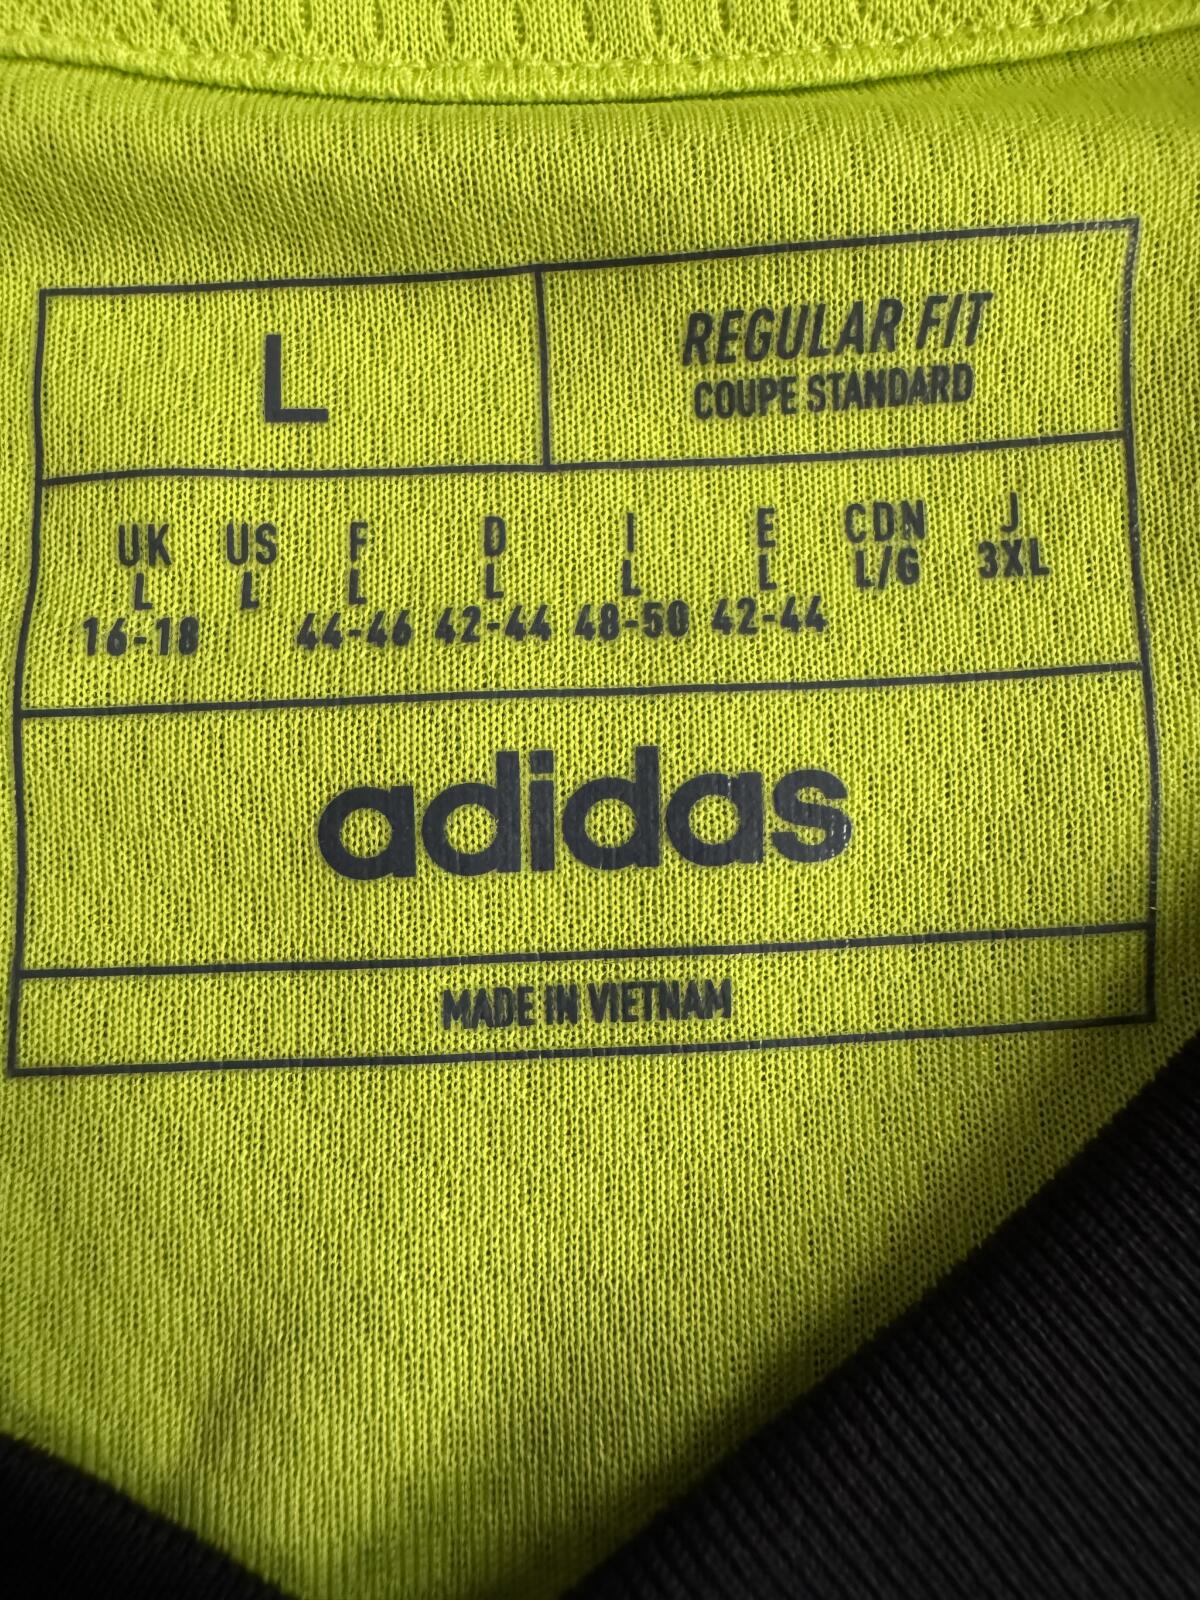 L
REGULAR FIT
COUPE STANDARD
UK US F D I E CDN J
L L L L L L L/G 3XL
16-18 44-46 42-44 48-50 42-44
adidas
MADE IN VIETNAM